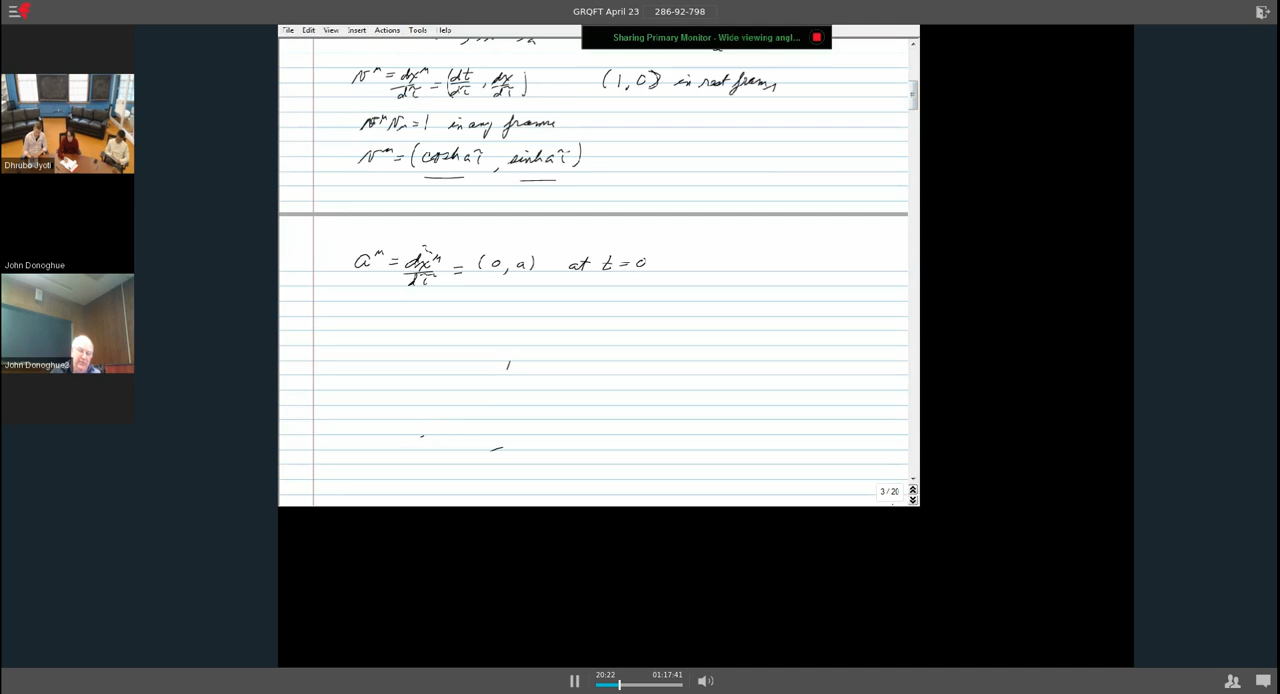 GRQFT April 23 286-92-798
File Edit View Insert Actions Tools Help
Sharing Primary Monitor - Wide viewing angl...
v^μ = dx^μ/dτ = (dt/dτ, dx/dτ) (1, 0) in rest frame
v^μ v_μ = 1 in any frame
v^μ = (cosh aτ, sinh aτ)
a^μ = d²x^μ/dτ² = (0, a) at t = 0
Dhrubo Jyoti
John Donoghue
John Donoghue2
3 / 20
20:22 01:17:41